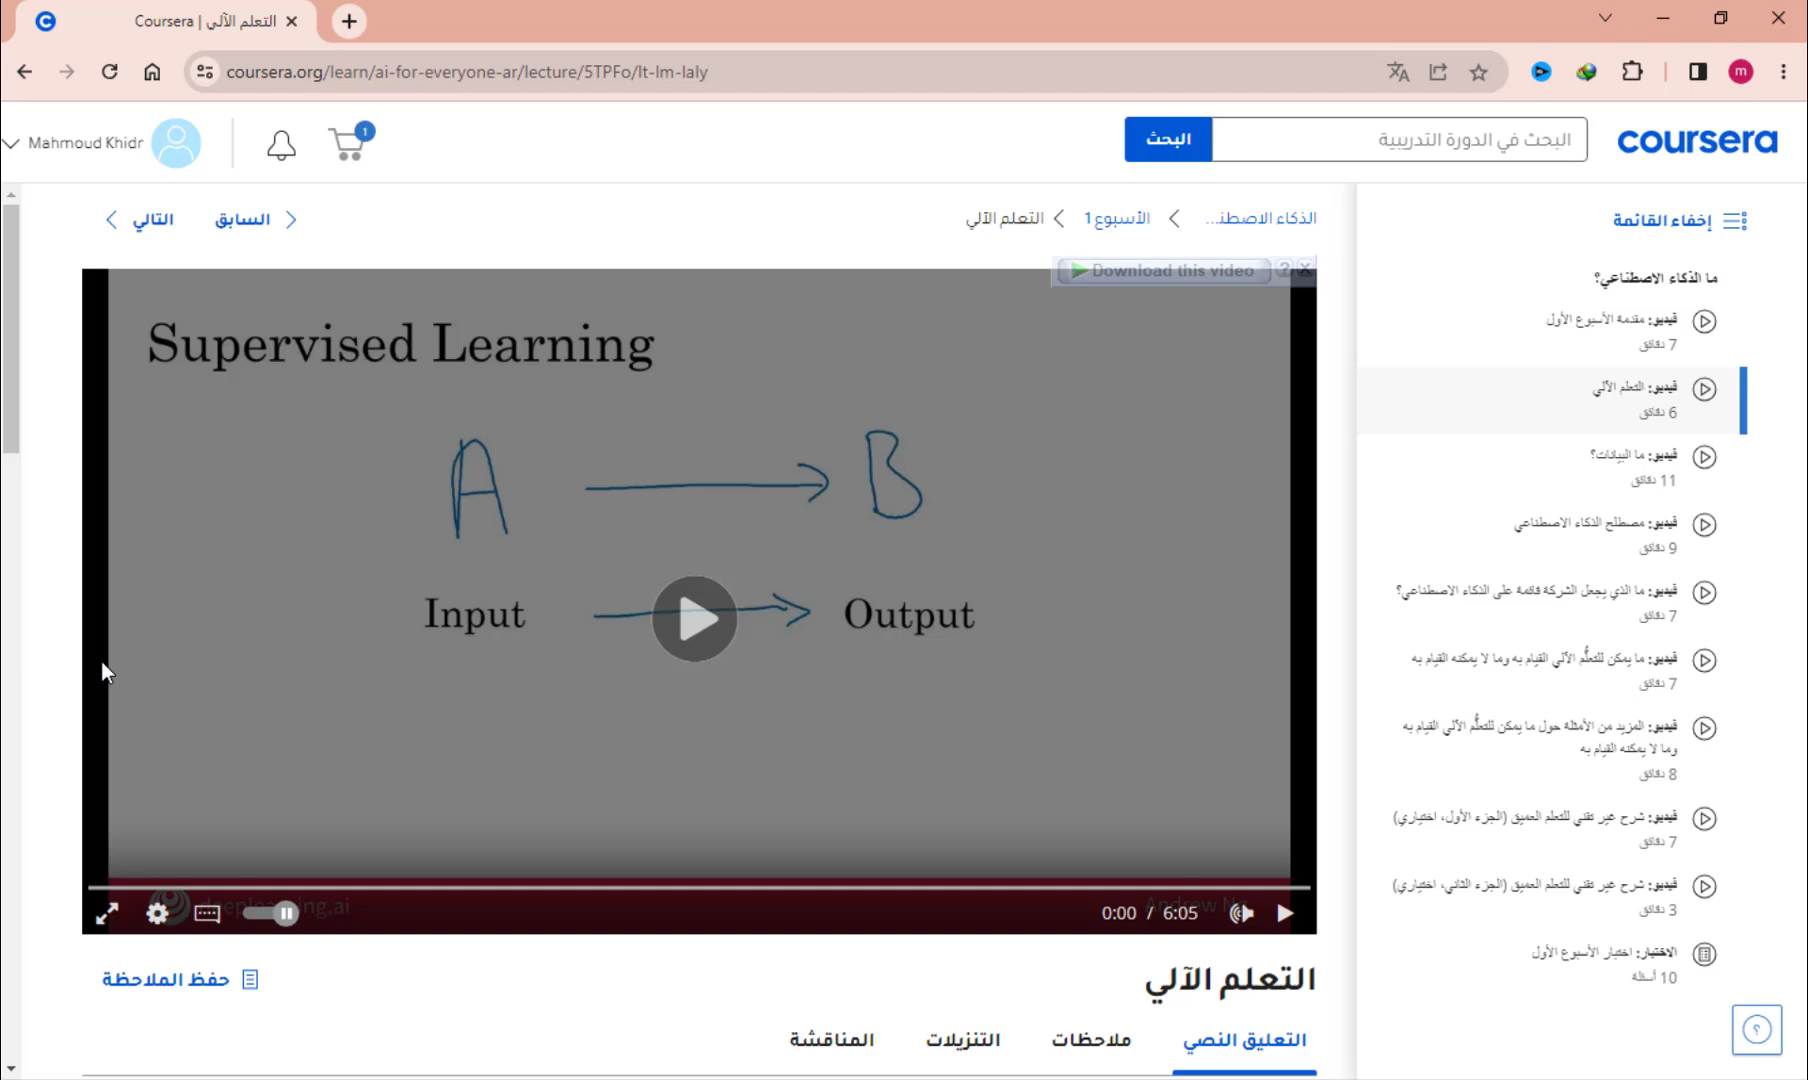 Coursera | التعلم الآلي
coursera.org/learn/ai-for-everyone-ar/lecture/5TPFo/lt-lm-laly
m
Mahmoud Khidr
1
البحث
البحث في الدورة التدريبية
coursera
التالي
السابق
الذكاء الاصطنـ...
الأسبوع 1
التعلم الآلي
إخفاء القائمة
Download this video
Supervised Learning
A
B
Input
Output
deeplearning.ai
Andrew N
0:00 / 6:05
ما الذكاء الاصطناعي؟
فيديو: مقدمة الأسبوع الأول
7 دقائق
فيديو: التعلم الآلي
6 دقائق
فيديو: ما البيانات؟
11 دقائق
فيديو: مصطلح الذكاء الاصطناعي
9 دقائق
فيديو: ما الذي يجعل الشركة قائمة على الذكاء الاصطناعي؟
7 دقائق
فيديو: ما يمكن للتعلُّم الآلي القيام به وما لا يمكنه القيام به
7 دقائق
فيديو: المزيد من الأمثلة حول ما يمكن للتعلُّم الآلي القيام به
وما لا يمكنه القيام به
8 دقائق
فيديو: شرح غير تقني للتعلم العميق (الجزء الأول، اختياري)
7 دقائق
فيديو: شرح غير تقني للتعلم العميق (الجزء الثاني، اختياري)
3 دقائق
الاختبار: اختبار الأسبوع الأول
10 أسئلة
التعلم الآلي
حفظ الملاحظة
التعليق النصي
ملاحظات
التنزيلات
المناقشة